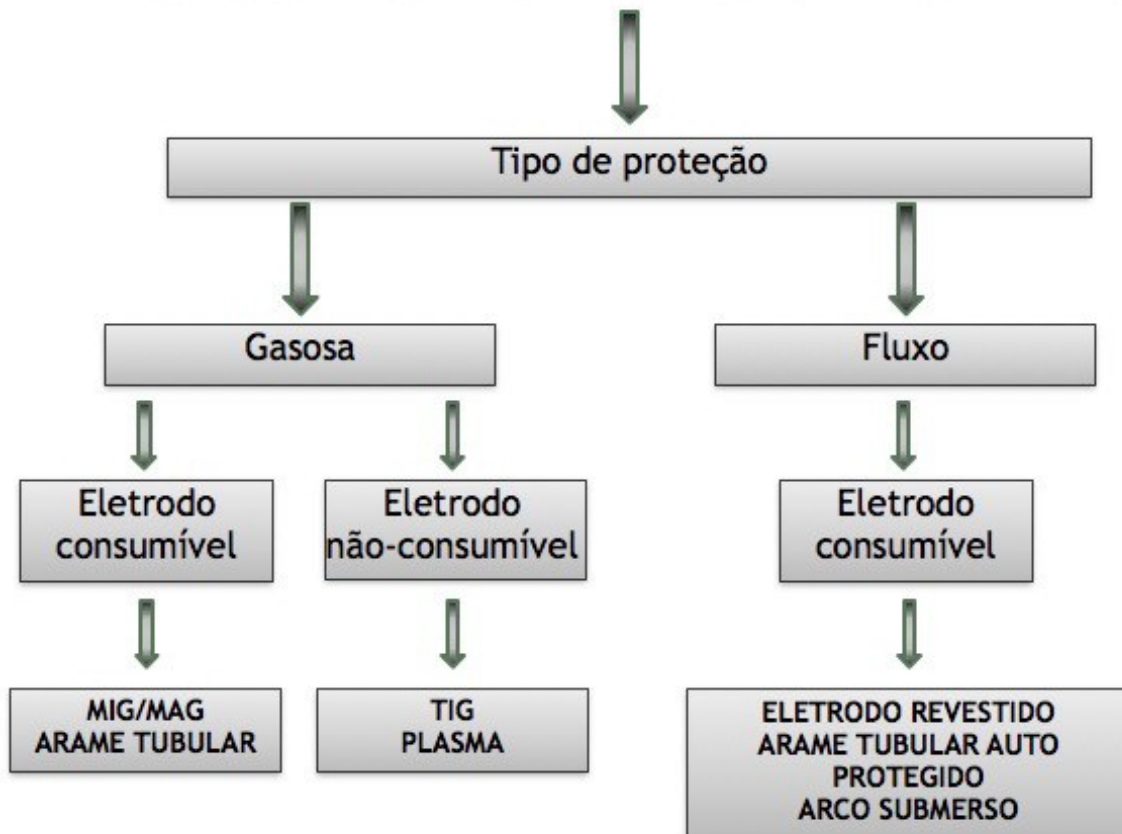 Tipo de proteção
Gasosa
Fluxo
Eletrodo
consumível
Eletrodo
não-consumível
Eletrodo
consumível
MIG/MAG
ARAME TUBULAR
TIG
PLASMA
ELETRODO REVESTIDO
ARAME TUBULAR AUTO
PROTEGIDO
ARCO SUBMERSO